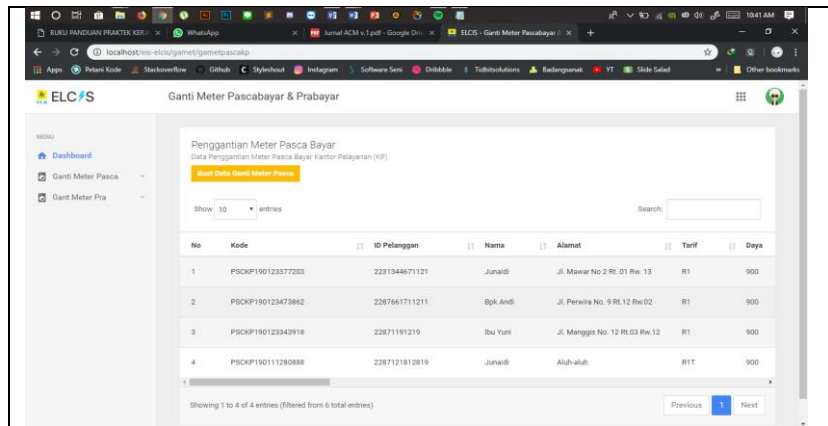 10:41 AM
BUKU PANDUAN PRAKTEK KERJ
WhatsApp
Jurnal ACM v.1.pdf - Google Driv
ELCIS - Ganti Meter Pascabayar &
localhost/eis-elcis/gamet/gametpascakp
Apps Petani Kode Stackoverflow Github Styleshout Instagram Software Seni Dribbble Tidbitsolutions Badangsanak YT Slide Salad Other bookmarks
ELC S
Ganti Meter Pascabayar & Prabayar
MENU
Dashboard
Ganti Meter Pasca
Gant Meter Pra
Penggantian Meter Pasca Bayar
Data Penggantian Meter Pasca Bayar Kantor Pelayanan (KP)
Buat Data Ganti Meter Pasca
Show 10 entries
Search:
No Kode ID Pelanggan Nama Alamat Tarif Daya
1 PSCKP190123377203 2231344671121 Junaidi Jl. Mawar No 2 Rt. 01 Rw. 13 R1 900
2 PSCKP190123473862 2287661711211 Bpk Andi Jl. Perwira No. 9 Rt.12 Rw.02 R1 900
3 PSCKP190123343918 22871191219 Ibu Yuni Jl. Manggis No. 12 Rt.03 Rw.12 R1 900
4 PSCKP190111280888 2287121812819 Junaidi Aluh-aluh R1T 900
Showing 1 to 4 of 4 entries (filtered from 6 total entries)
Previous 1 Next